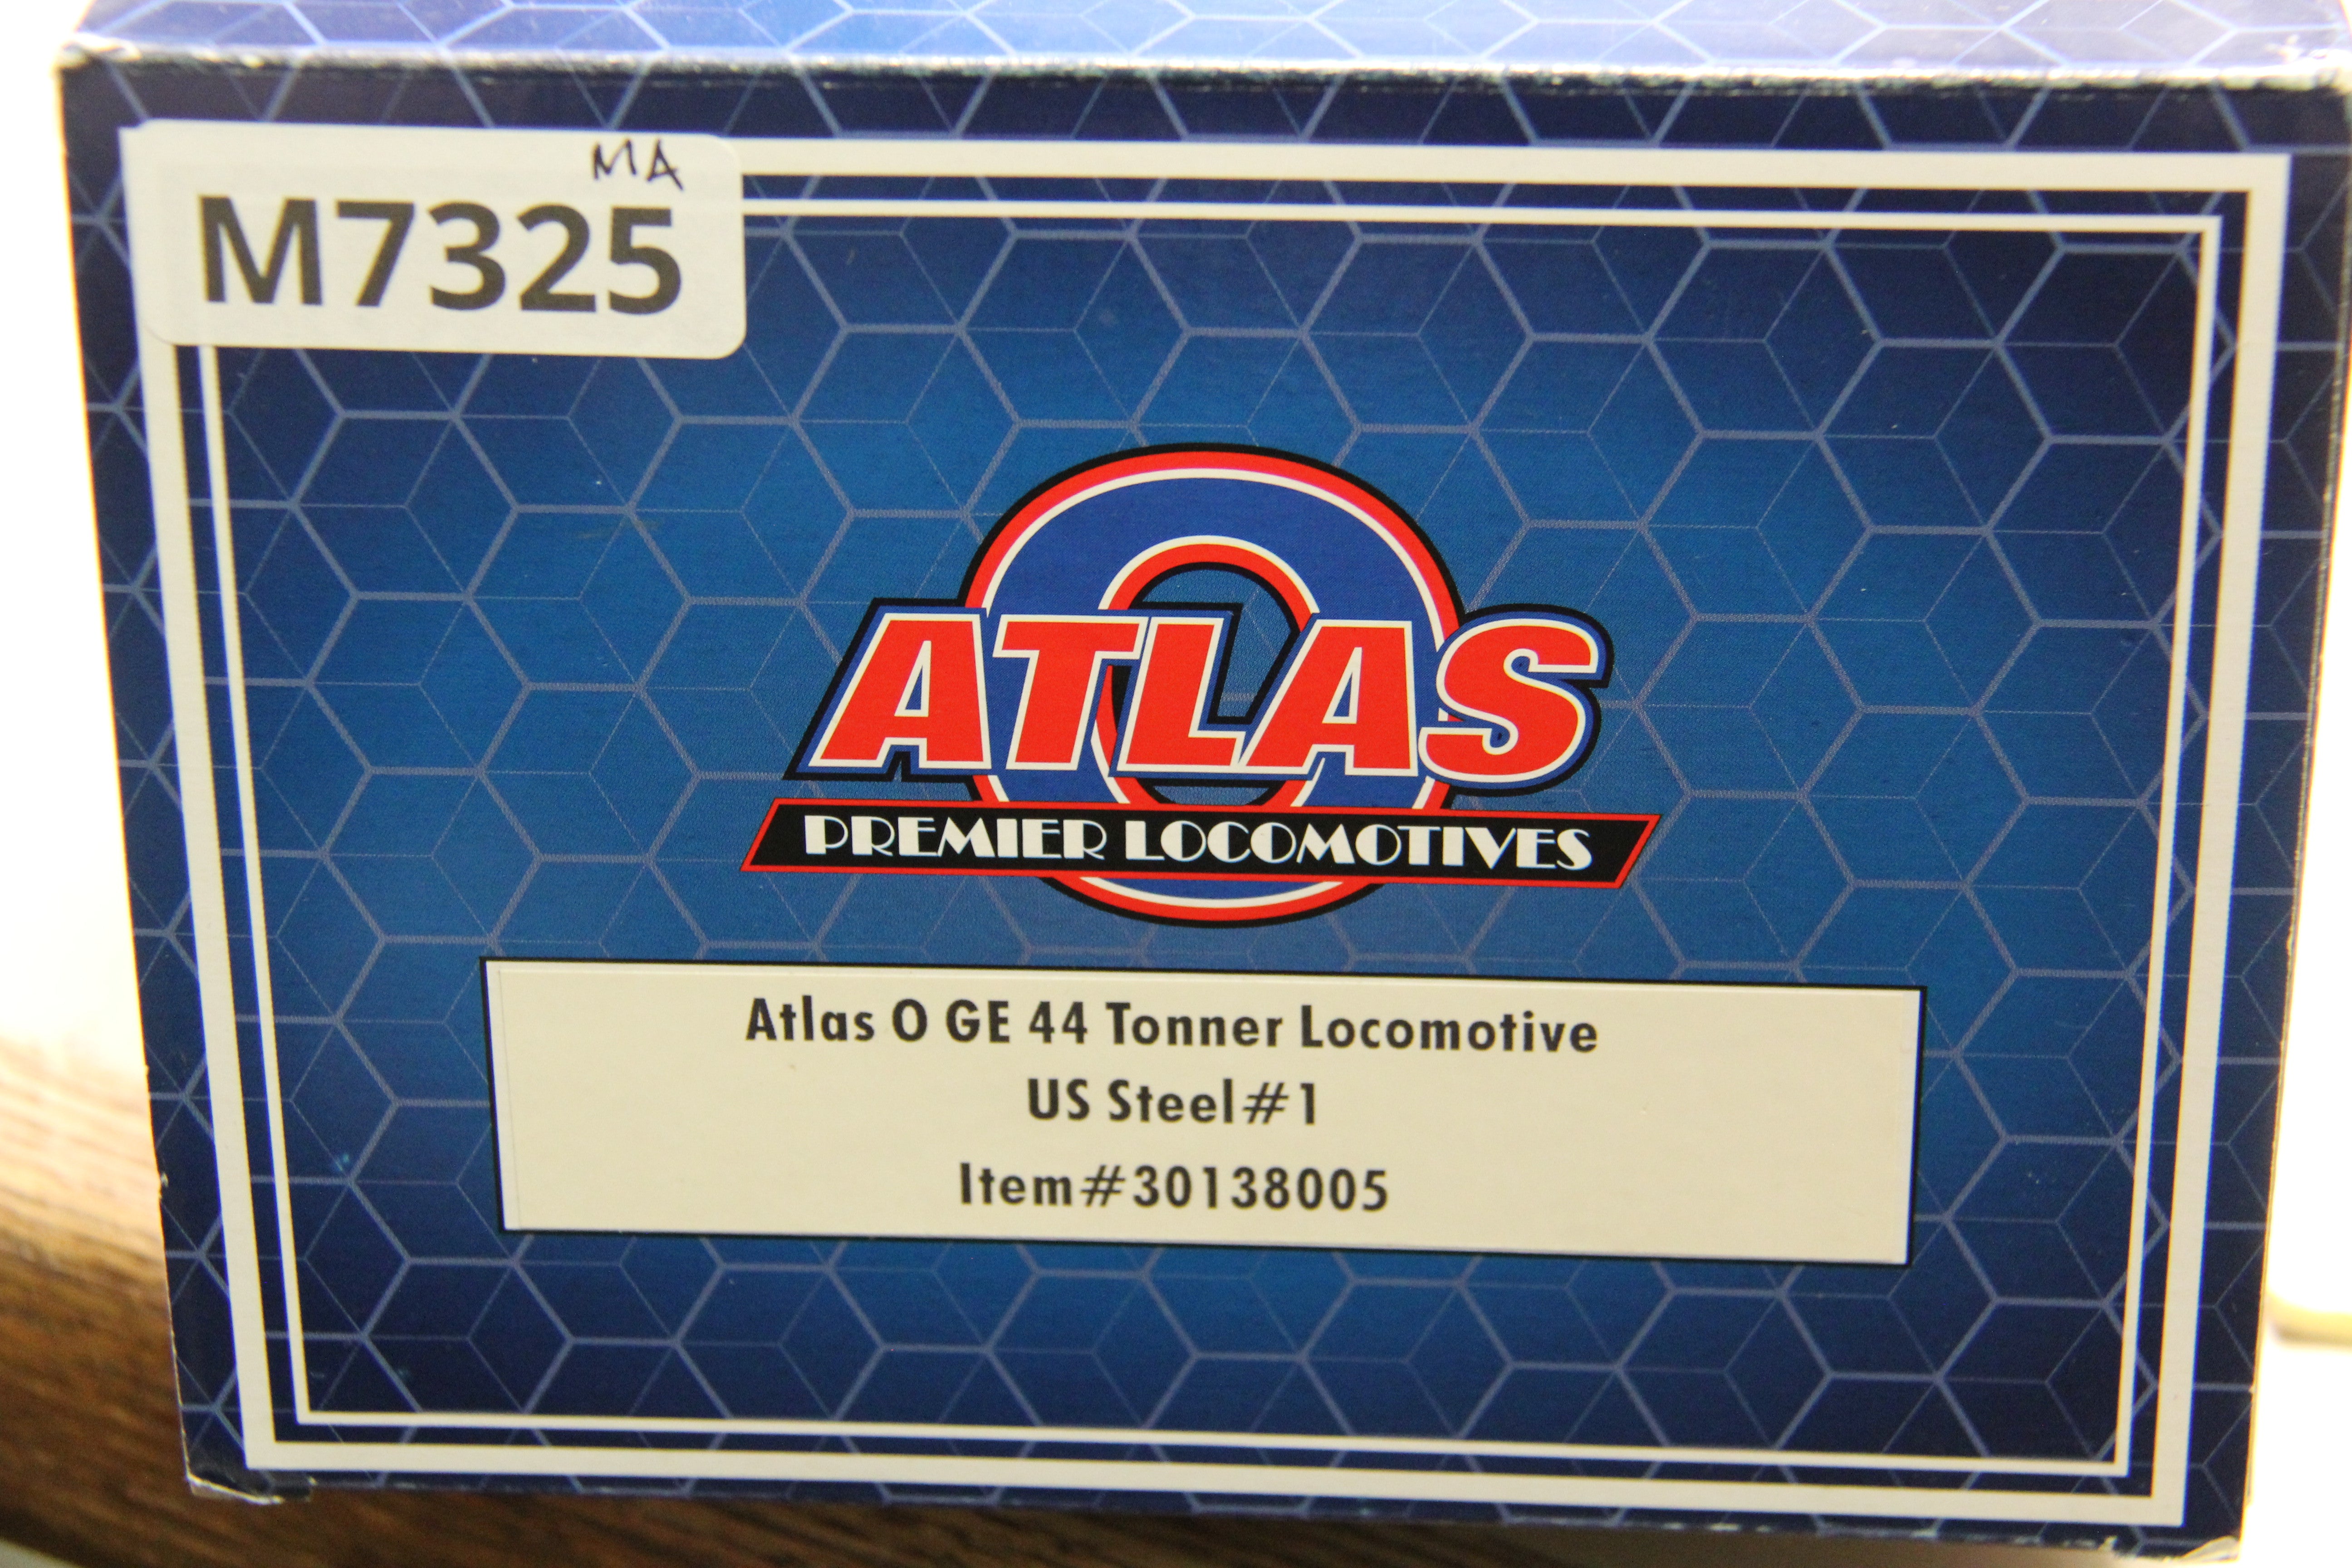 MA
M7325
ATLAS
O
PREMIER LOCOMOTIVES
Atlas O GE 44 Tonner Locomotive
US Steel#1
Item#30138005